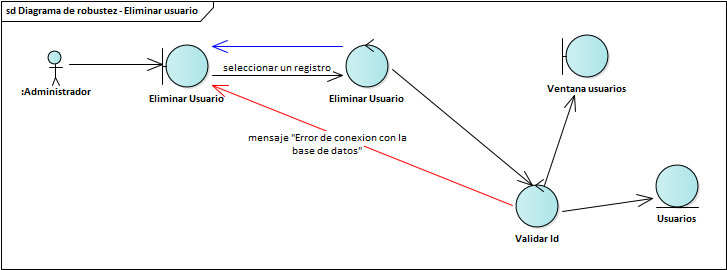 sd Diagrama de robustez - Eliminar usuario
:Administrador
Eliminar Usuario
seleccionar un registro
Eliminar Usuario
Ventana usuarios
mensaje "Error de conexion con la
base de datos"
Validar Id
Usuarios